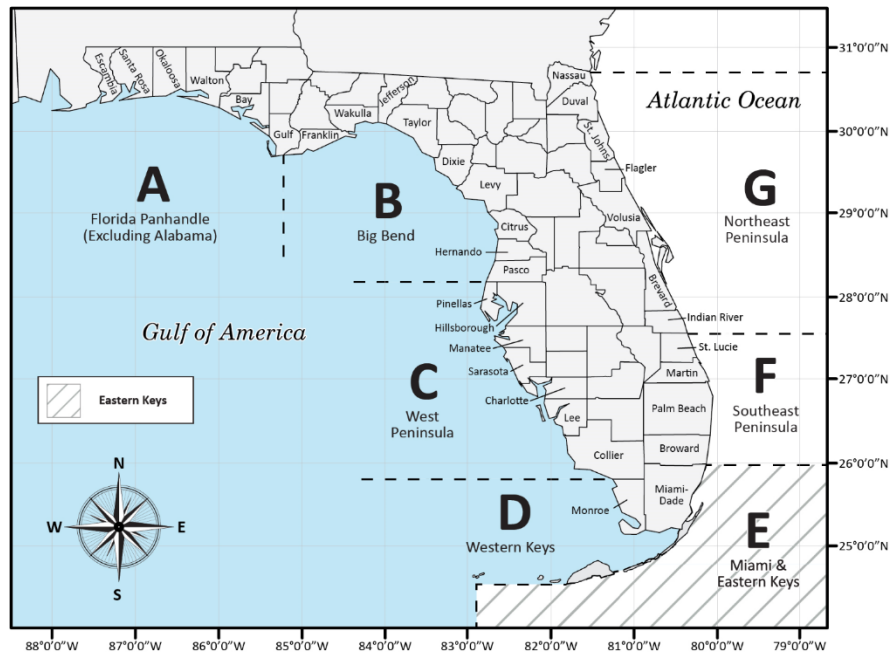 Escambia
Santa Rosa
Okaloosa
Walton
Bay
Gulf
Franklin
Wakulla
Jefferson
Taylor
Dixie
Levy
Nassau
Duval
St. Johns
Flagler
Volusia
Citrus
Hernando
Pasco
Pinellas
Hillsborough
Manatee
Sarasota
Charlotte
Lee
Collier
Monroe
Brevard
Indian River
St. Lucie
Martin
Palm Beach
Broward
Miami-
Dade
Atlantic Ocean
Gulf of America
A
Florida Panhandle
(Excluding Alabama)
B
Big Bend
C
West
Peninsula
D
Western Keys
E
Miami &
Eastern Keys
F
Southeast
Peninsula
G
Northeast
Peninsula
Eastern Keys
N
W
E
S
31°0'0"N
30°0'0"N
29°0'0"N
28°0'0"N
27°0'0"N
26°0'0"N
25°0'0"N
88°0'0"W
87°0'0"W
86°0'0"W
85°0'0"W
84°0'0"W
83°0'0"W
82°0'0"W
81°0'0"W
80°0'0"W
79°0'0"W